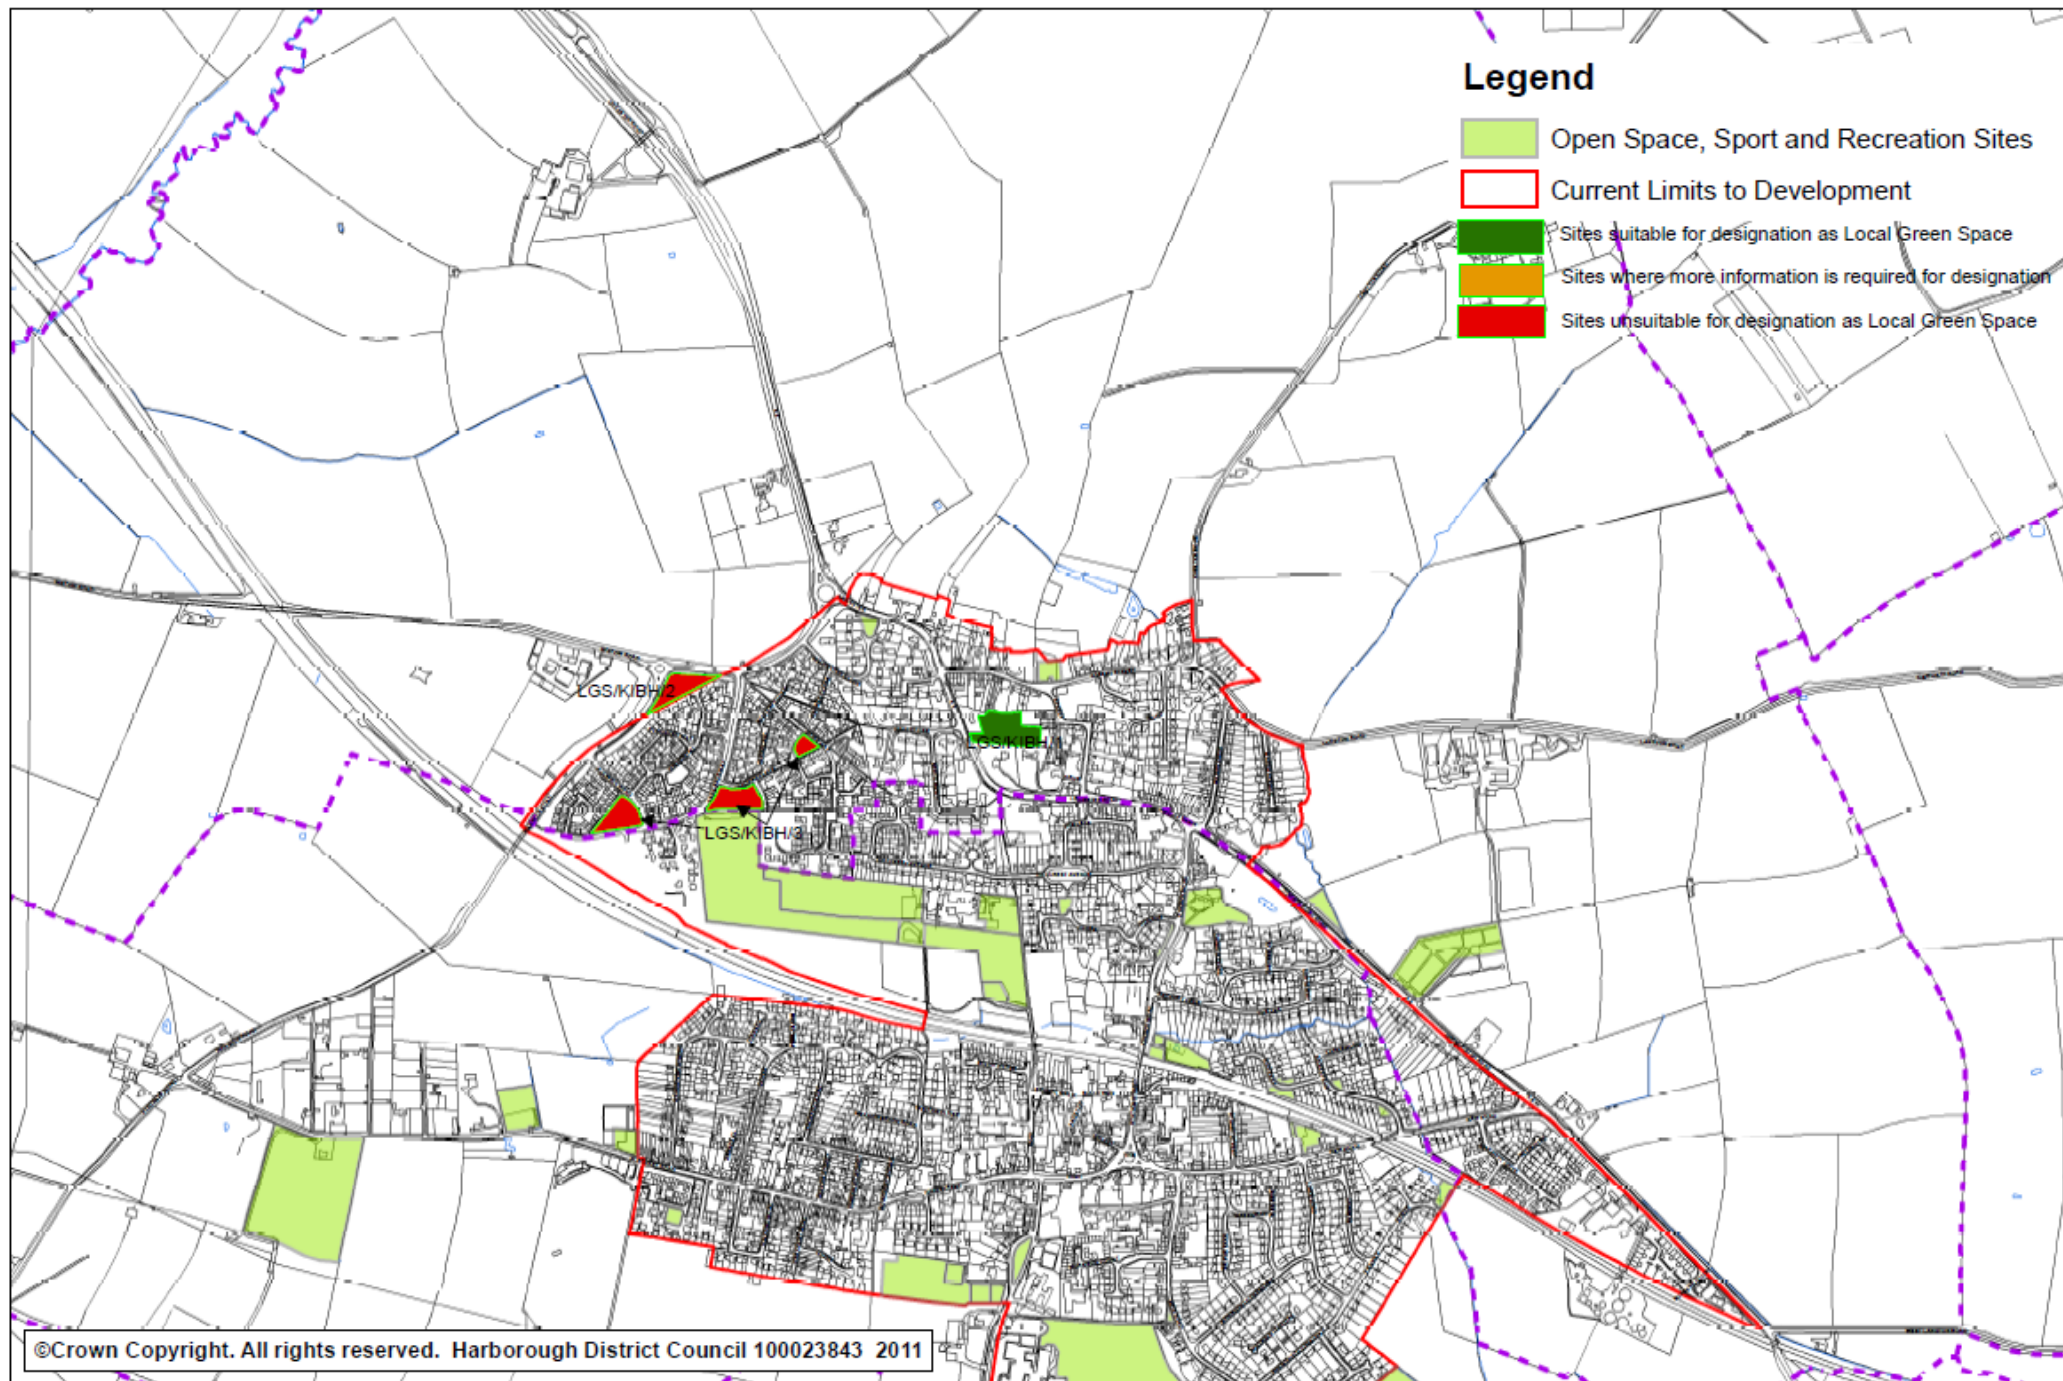 Legend
Open Space, Sport and Recreation Sites
Current Limits to Development
Sites suitable for designation as Local Green Space
Sites where more information is required for designation
Sites unsuitable for designation as Local Green Space
LGS/KIBH/2
LGS/KIBH/1
LGS/KIBH/3
©Crown Copyright. All rights reserved. Harborough District Council 100023843 2011